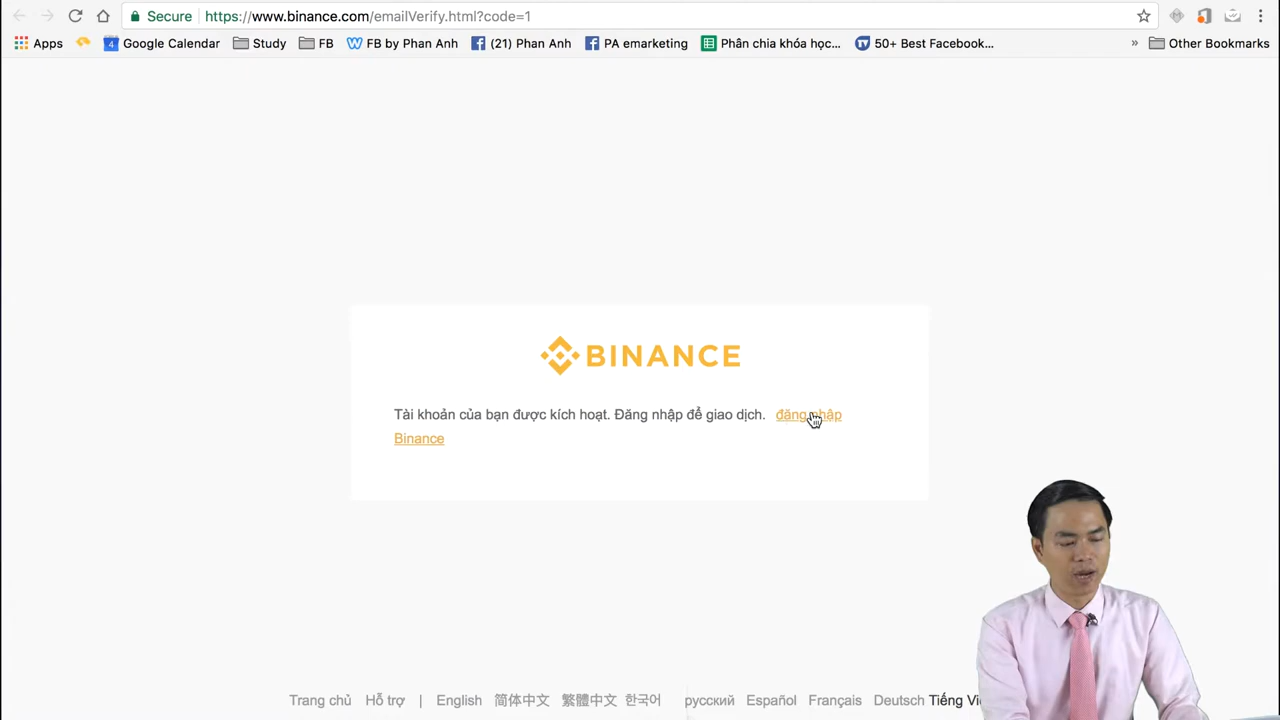 Secure https://www.binance.com/emailVerify.html?code=1
Apps 4 Google Calendar Study FB FB by Phan Anh (21) Phan Anh PA emarketing Phân chia khóa học... 50+ Best Facebook... » Other Bookmarks
BINANCE
Tài khoản của bạn được kích hoạt. Đăng nhập để giao dịch. đăng nhập
Binance
Trang chủ Hỗ trợ | English 简体中文 繁體中文 한국어 русский Español Français Deutsch Tiếng Vi